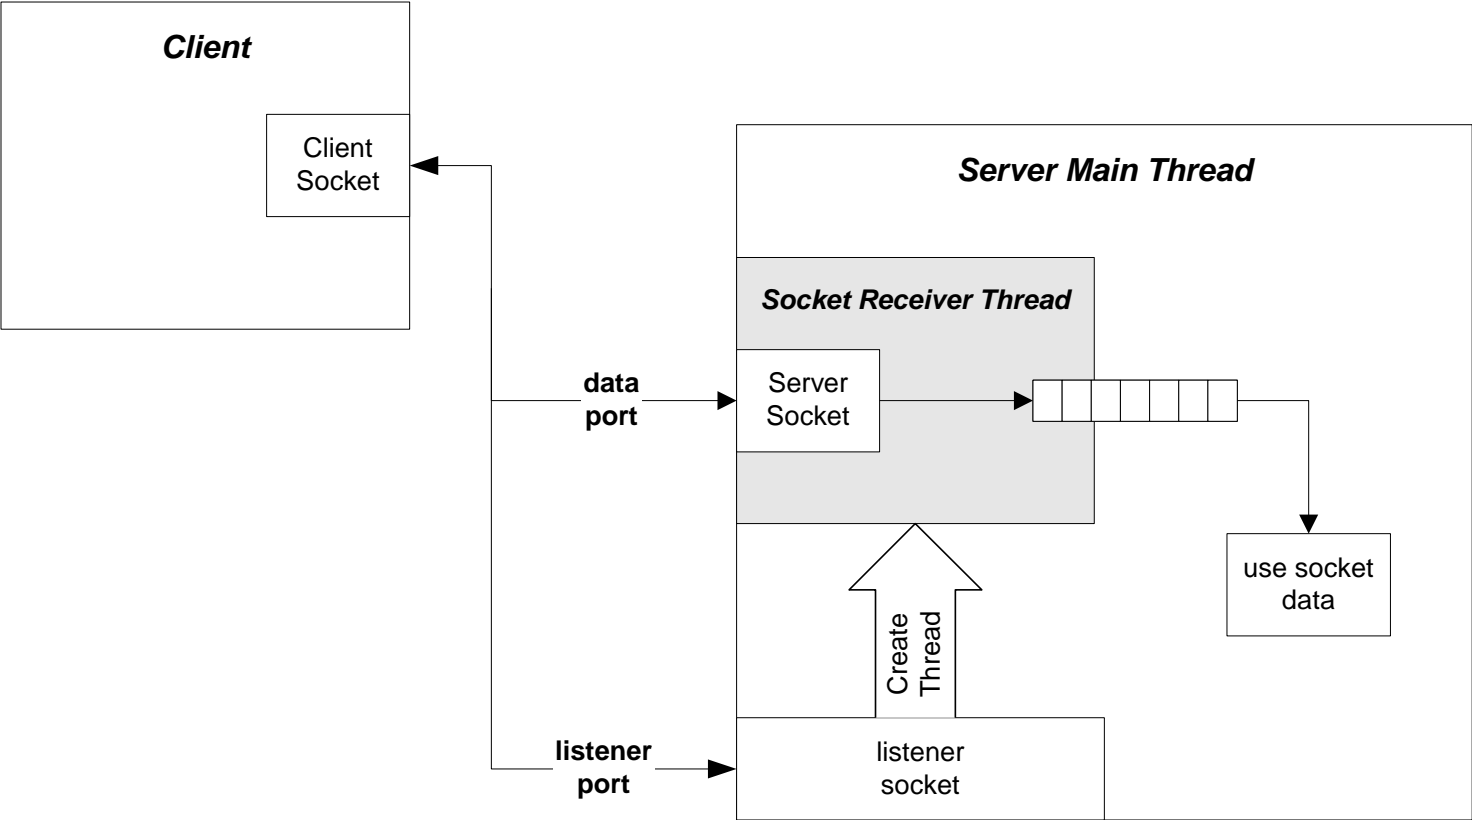 Client
Client
Socket
Server Main Thread
Socket Receiver Thread
data
port
Server
Socket
use socket
data
Create
Thread
listener
port
listener
socket